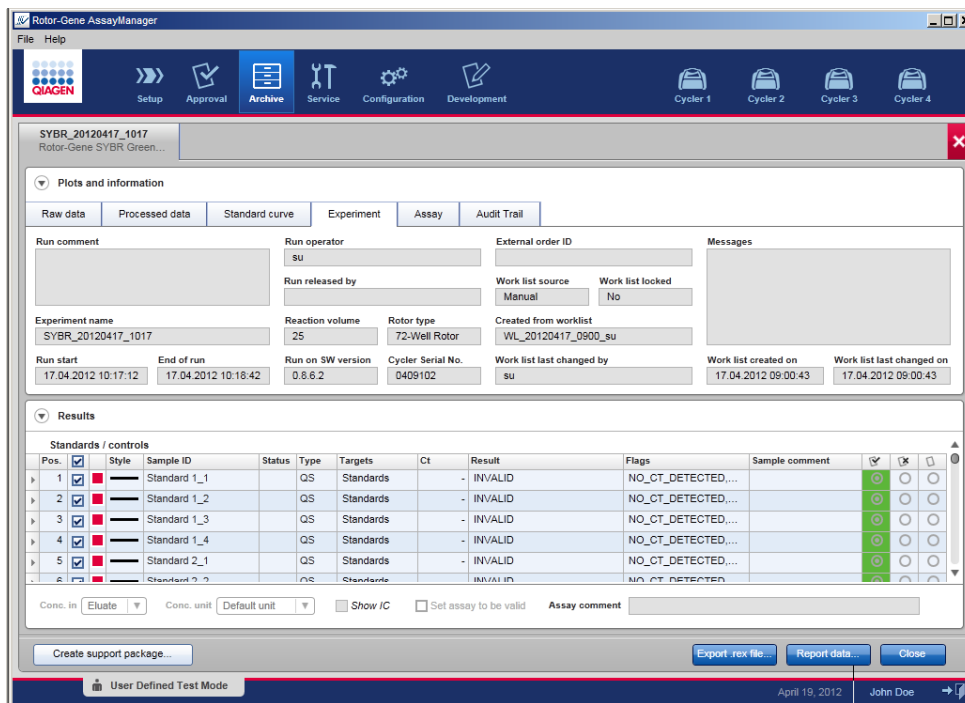 Rotor-Gene AssayManager
File Help
QIAGEN
Setup Approval Archive Service Configuration Development Cycler 1 Cycler 2 Cycler 3 Cycler 4
SYBR_20120417_1017
Rotor-Gene SYBR Green...
Plots and information
Raw data Processed data Standard curve Experiment Assay Audit Trail
Run comment Run operator External order ID Messages
su
Run released by Work list source Work list locked
Manual No
Experiment name Reaction volume Rotor type Created from worklist
SYBR_20120417_1017 25 72-Well Rotor WL_20120417_0900_su
Run start End of run Run on SW version Cycler Serial No. Work list last changed by Work list created on Work list last changed on
17.04.2012 10:17:12 17.04.2012 10:18:42 0.8.6.2 0409102 su 17.04.2012 09:00:43 17.04.2012 09:00:43
Results
Standards / controls
Pos. Style Sample ID Status Type Targets Ct Result Flags Sample comment
1 Standard 1_1 QS Standards - INVALID NO_CT_DETECTED,...
2 Standard 1_2 QS Standards - INVALID NO_CT_DETECTED,...
3 Standard 1_3 QS Standards - INVALID NO_CT_DETECTED,...
4 Standard 1_4 QS Standards - INVALID NO_CT_DETECTED,...
5 Standard 2_1 QS Standards - INVALID NO_CT_DETECTED,...
6 Standard 2_2 QS Standards - INVALID NO_CT_DETECTED,...
Conc. in Eluate Conc. unit Default unit Show IC Set assay to be valid Assay comment
Create support package... Export .rex file... Report data... Close
User Defined Test Mode
April 19, 2012 John Doe